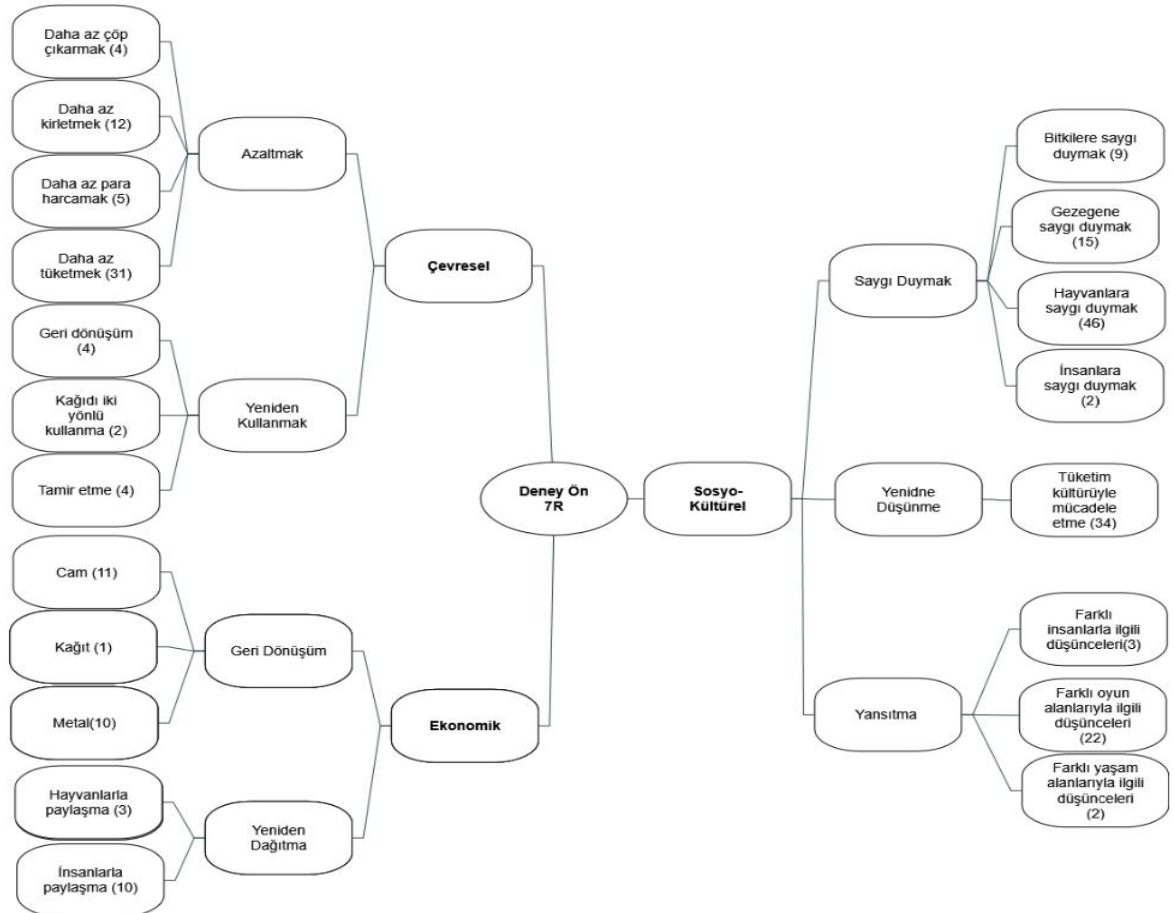 Daha az çöp
çıkarmak (4)
Daha az
kirletmek (12)
Daha az para
harcamak (5)
Daha az
tüketmek (31)
Azaltmak
Geri dönüşüm
(4)
Kağıdı iki
yönlü
kullanma (2)
Tamir etme (4)
Yeniden
Kullanmak
Çevresel
Cam (11)
Kağıt (1)
Metal(10)
Geri Dönüşüm
Hayvanlarla
paylaşma (3)
İnsanlarla
paylaşma (10)
Yeniden
Dağıtma
Ekonomik
Deney Ön
7R
Sosyo-
Kültürel
Saygı Duymak
Bitkilere saygı
duymak (9)
Gezegene
saygı duymak
(15)
Hayvanlara
saygı duymak
(46)
İnsanlara
saygı duymak
(2)
Yenidne
Düşünme
Tüketim
kültürüyle
mücadele
etme (34)
Yansıtma
Farklı
insanlarla ilgili
düşünceleri(3)
Farklı oyun
alanlarıyla ilgili
düşünceleri
(22)
Farklı yaşam
alanlarıyla ilgili
düşünceleri
(2)